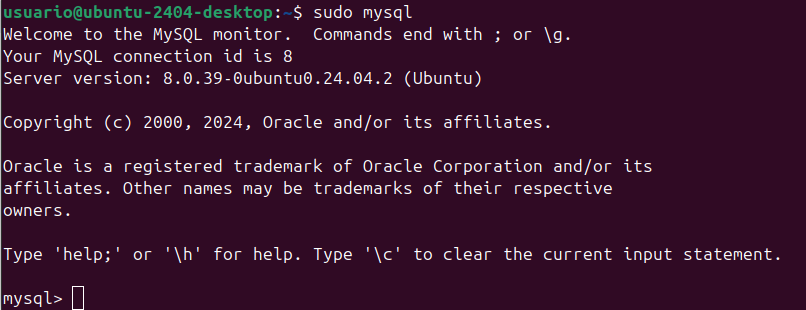 usuario@ubuntu-2404-desktop:~$ sudo mysql
Welcome to the MySQL monitor.  Commands end with ; or \g.
Your MySQL connection id is 8
Server version: 8.0.39-0ubuntu0.24.04.2 (Ubuntu)

Copyright (c) 2000, 2024, Oracle and/or its affiliates.

Oracle is a registered trademark of Oracle Corporation and/or its
affiliates. Other names may be trademarks of their respective
owners.

Type 'help;' or '\h' for help. Type '\c' to clear the current input statement.

mysql>